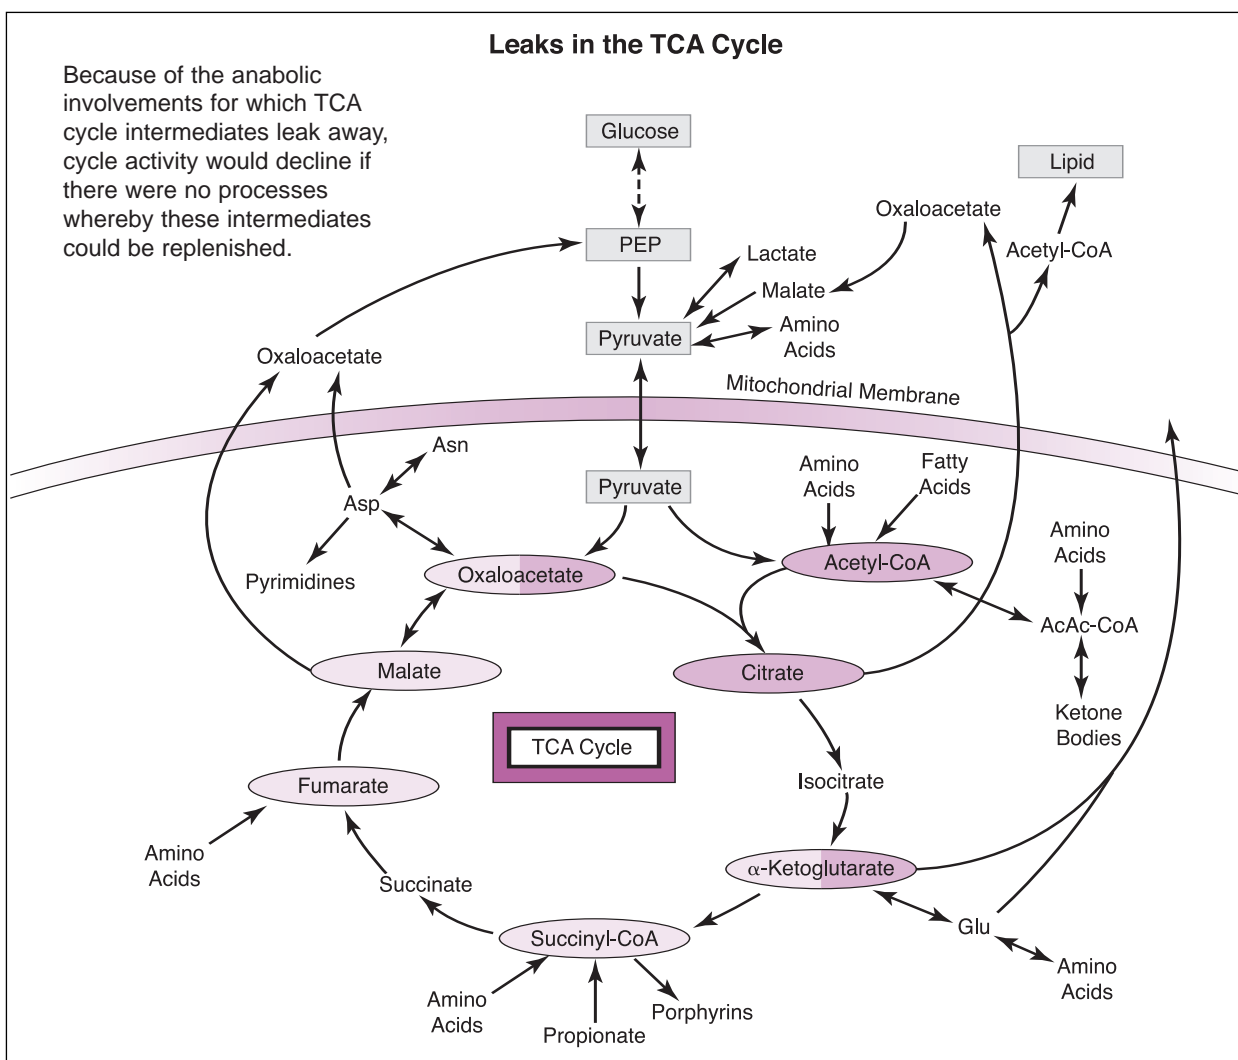 Leaks in the TCA Cycle
Because of the anabolic
involvements for which TCA
cycle intermediates leak away,
cycle activity would decline if
there were no processes
whereby these intermediates
could be replenished.
Glucose
Lipid
Oxaloacetate
PEP
Lactate
Acetyl-CoA
Malate
Pyruvate
Amino
Acids
Oxaloacetate
Mitochondrial Membrane
Asn
Amino
Acids
Fatty
Acids
Pyruvate
Asp
Amino
Acids
Pyrimidines
Oxaloacetate
Acetyl-CoA
AcAc-CoA
Malate
Citrate
Ketone
Bodies
TCA Cycle
Fumarate
Isocitrate
Amino
Acids
α-Ketoglutarate
Succinate
Glu
Succinyl-CoA
Amino
Acids
Amino
Acids
Porphyrins
Propionate